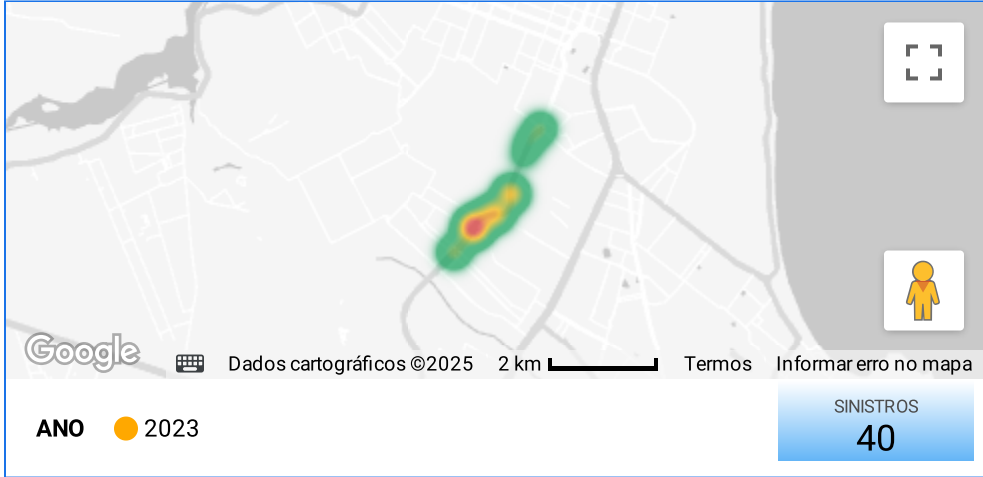 Google
Dados cartográficos ©2025
2 km
Termos
Informar erro no mapa
ANO
2023
SINISTROS
40